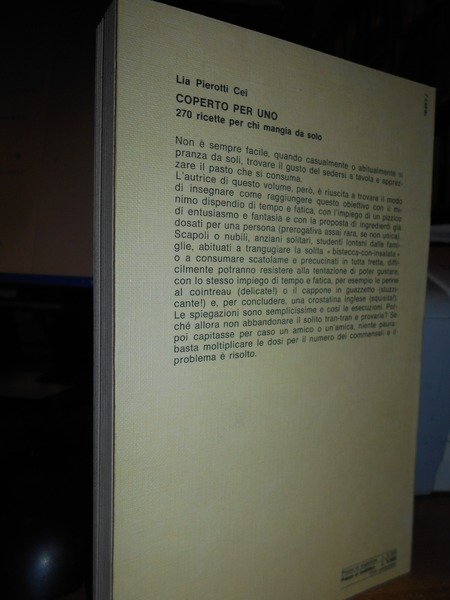 Lia Pierotti Cei
COPERTO PER UNO
270 ricette per chi mangia da solo
Non è sempre facile, quando casualmente o abitualmente si
pranza da soli, trovare il gusto del sedersi a tavola e apprez-
zare il pasto che si consuma.
L'autrice di questo volume, però, è riuscita a trovare il modo
di insegnare come raggiungere questo obiettivo con il mi-
nimo dispendio di tempo e fatica, con l'impiego di un pizzico
di entusiasmo e fantasia e con la proposta di ingredienti già
dosati per una persona (prerogativa assai rara, se non unica).
Scapoli o nubili, anziani solitari, studenti lontani dalle fami-
glie, abituati a trangugiare la solita « bistecca-con-insalata »
o a consumare scatolame e precucinati in tutta fretta, diffi-
cilmente potranno resistere alla tentazione di poter gustare,
con lo stesso impiego di tempo e fatica, per esempio le penne
al cointreau (delicate!) o il cappone in guazzetto (stuzzi-
cante!) e, per concludere, una crostatina inglese (squisita!).
Le spiegazioni sono semplicissime e così le esecuzioni. Per-
ché allora non abbandonare il solito tran-tran e provarle? Se
poi capitasse per caso un amico o un'amica, niente paura:
basta moltiplicare le dosi per il numero dei commensali e il
problema è risolto.